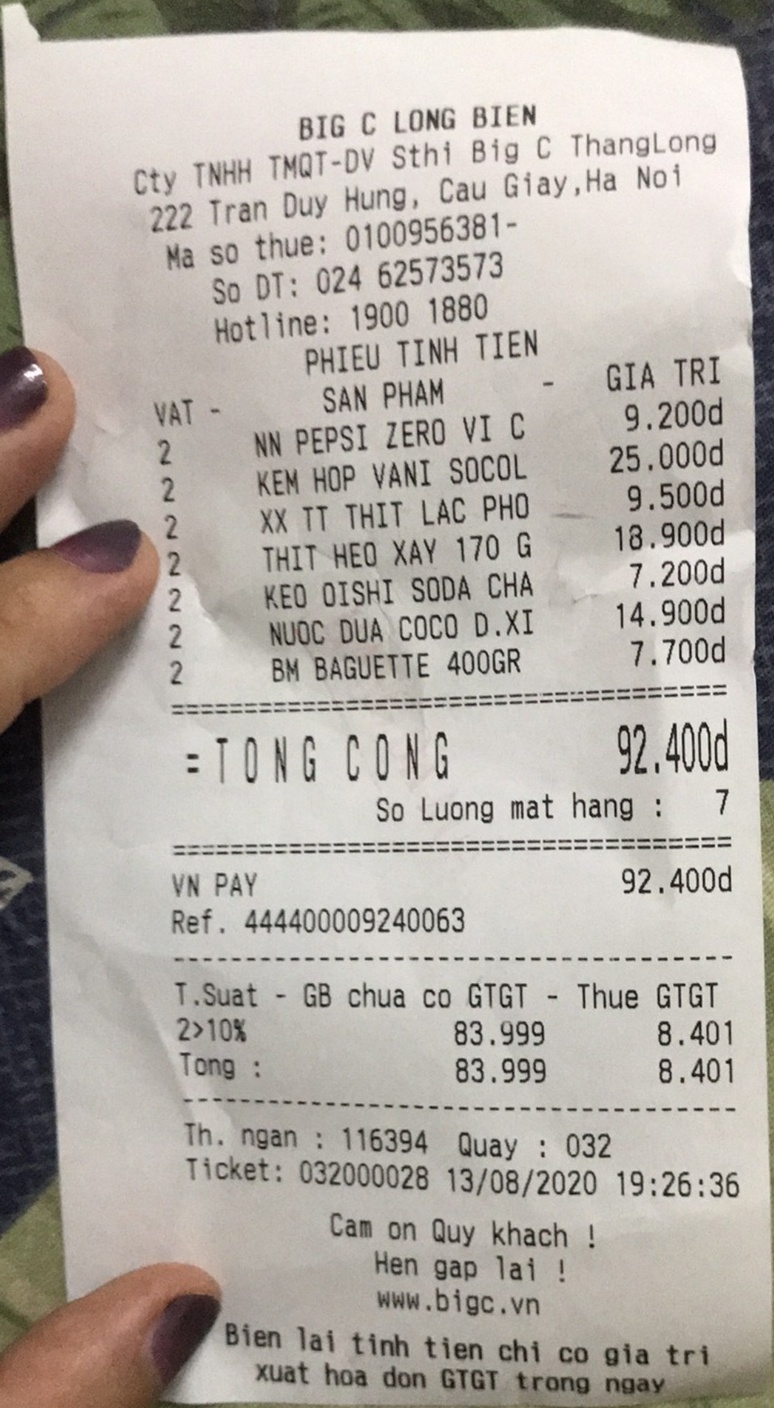 BIG C LONG BIEN
Cty TNHH TMQT-DV Sthi Big C ThangLong
222 Tran Duy Hung, Cau Giay,Ha Noi
Ma so thue: 0100956381-
So DT: 024 62573573
Hotline: 1900 1880
PHIEU TINH TIEN
VAT - SAN PHAM - GIA TRI
2 NN PEPSI ZERO VI C 9.200d
2 KEM HOP VANI SOCOL 25.000d
2 XX TT THIT LAC PHO 9.500d
2 THIT HEO XAY 170 G 18.900d
2 KEO OISHI SODA CHA 7.200d
2 NUOC DUA COCO D.XI 14.900d
2 BM BAGUETTE 400GR 7.700d
==================================
=TONG CONG 92.400d
So Luong mat hang : 7
==================================
VN PAY 92.400d
Ref. 444400009240063
----------------------------------
T.Suat - GB chua co GTGT - Thue GTGT
2>10% 83.999 8.401
Tong : 83.999 8.401
----------------------------------
Th. ngan : 116394 Quay : 032
Ticket: 032000028 13/08/2020 19:26:36
Cam on Quy khach !
Hen gap lai !
www.bigc.vn
Bien lai tinh tien chi co gia tri
xuat hoa don GTGT trong ngay